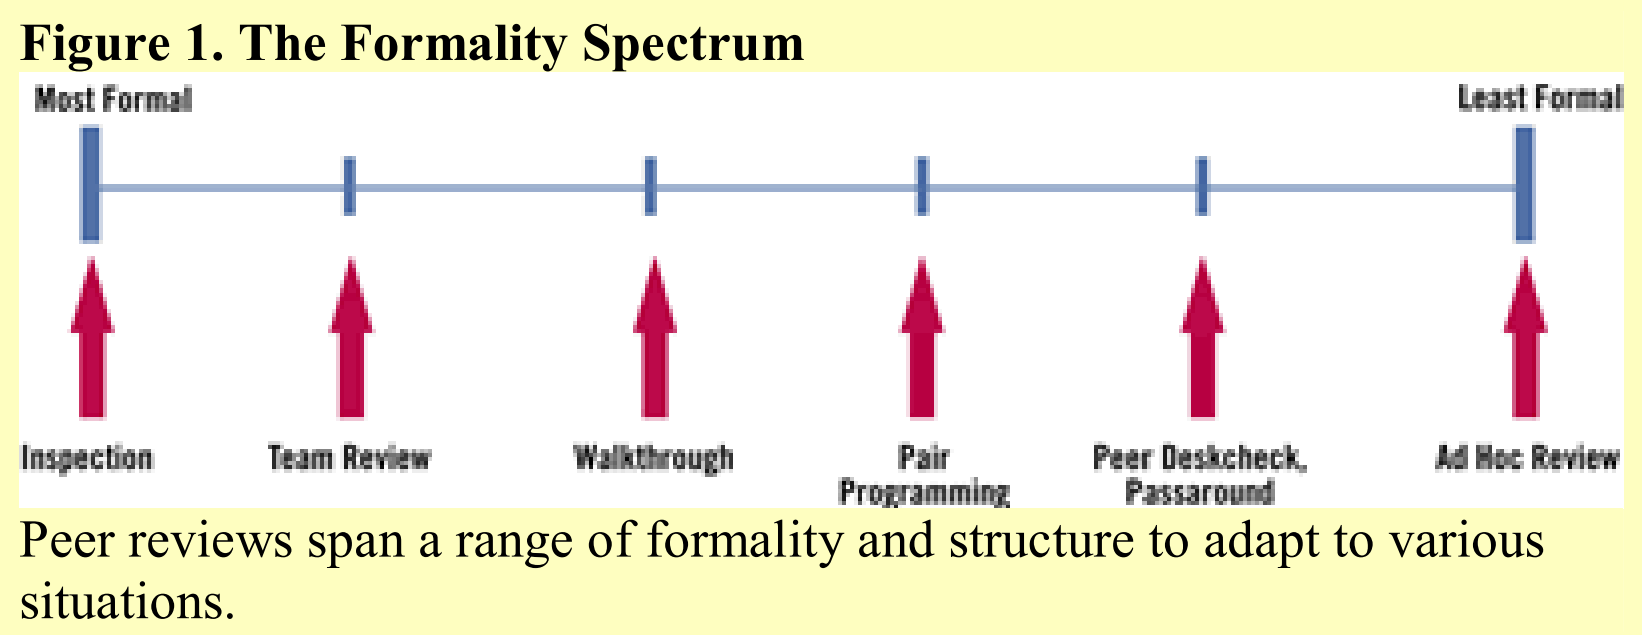 Figure 1. The Formality Spectrum
Most Formal
Least Formal
Inspection
Team Review
Walkthrough
Pair
Programming
Peer Deskcheck,
Passaround
Ad Hoc Review
Peer reviews span a range of formality and structure to adapt to various
situations.